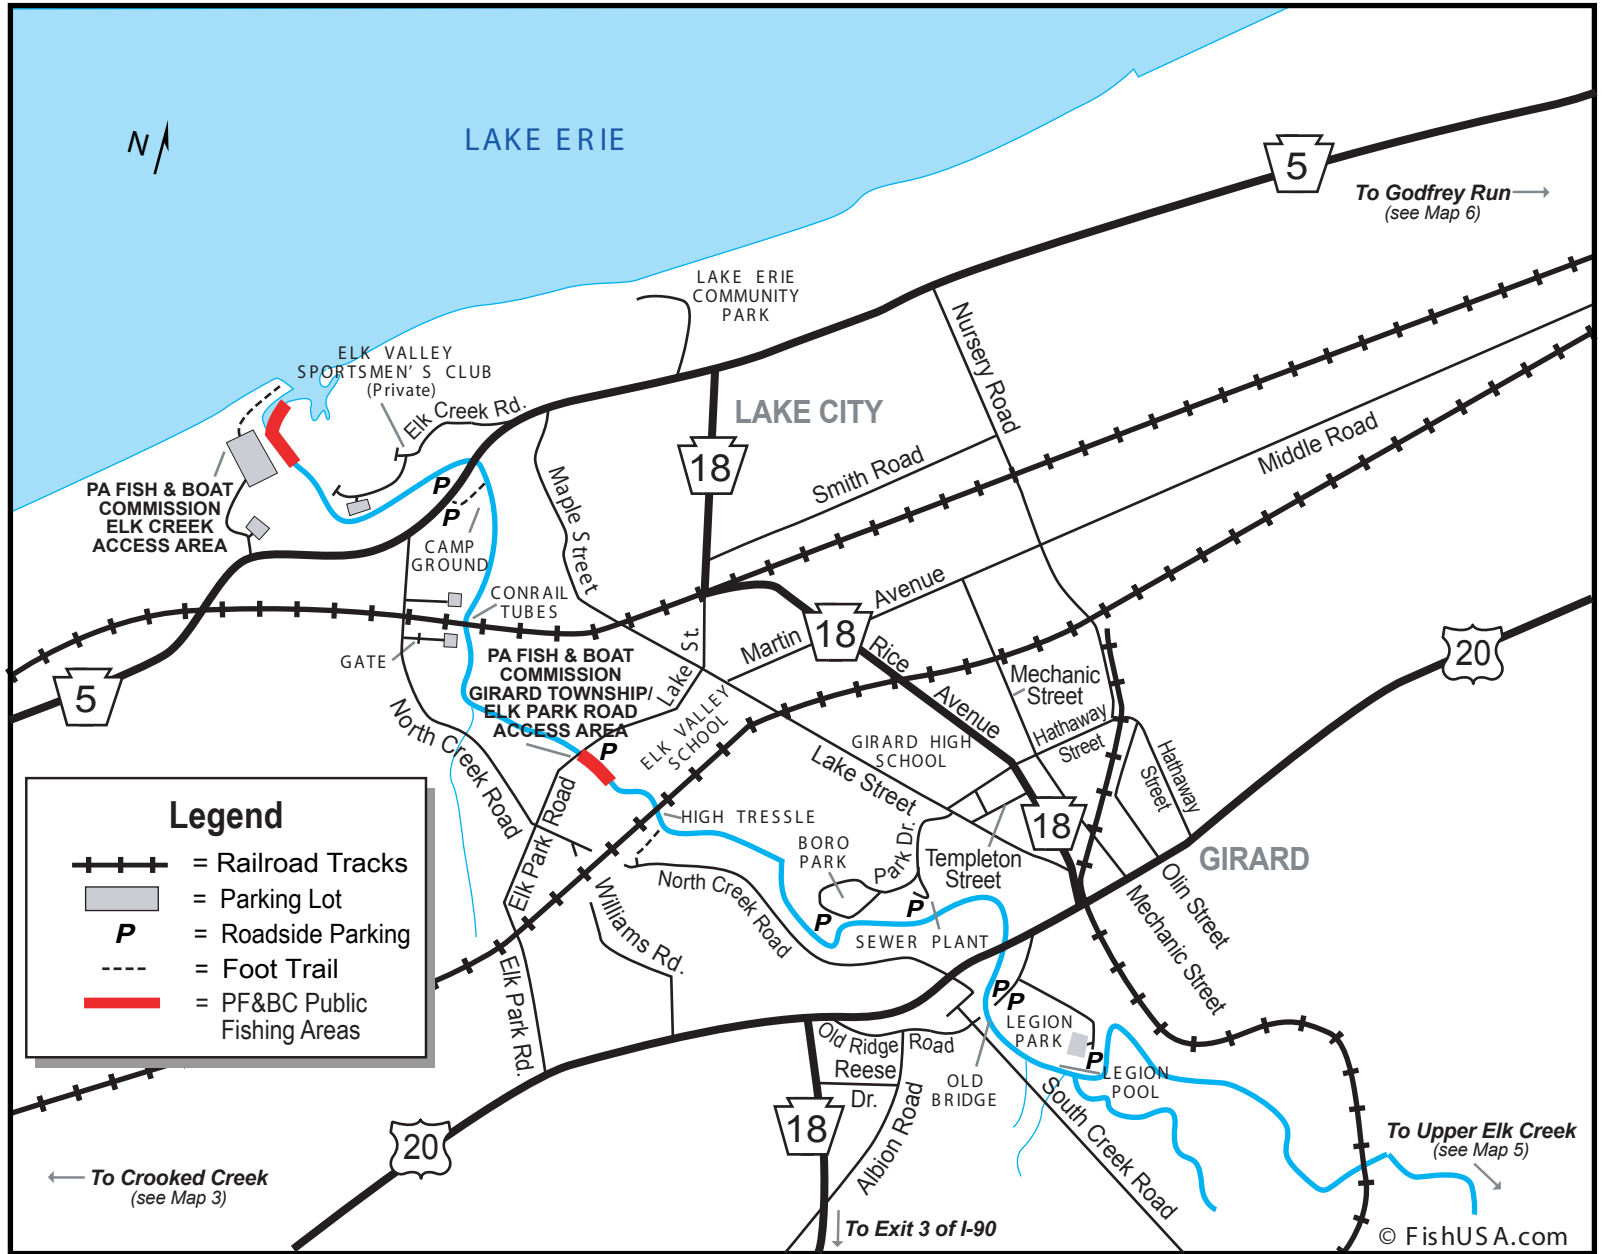 N
LAKE ERIE
5
To Godfrey Run
(see Map 6)
LAKE ERIE
COMMUNITY
PARK
Nursery Road
ELK VALLEY
SPORTSMEN' S CLUB
(Private)
Elk Creek Rd.
LAKE CITY
18
Smith Road
Middle Road
Maple Street
P
P
PA FISH & BOAT
COMMISSION
ELK CREEK
ACCESS AREA
CAMP
GROUND
CONRAIL
TUBES
GATE
Martin
Avenue
18
Rice
Avenue
Lake St.
20
5
PA FISH & BOAT
COMMISSION
GIRARD TOWNSHIP/
ELK PARK ROAD
ACCESS AREA
P
Mechanic
Street
Hathaway
Street
Hathaway
Street
North Creek Road
ELK VALLEY
SCHOOL
GIRARD HIGH
SCHOOL
Lake Street
18
Legend
= Railroad Tracks
= Parking Lot
P = Roadside Parking
= Foot Trail
= PF&BC Public
Fishing Areas
HIGH TRESSLE
BORO
PARK
Park Dr.
Templeton
Street
GIRARD
Elk Park Road
North Creek Road
Williams Rd.
P
P
SEWER PLANT
Olin Street
Mechanic Street
Elk Park Rd.
P
P
LEGION
PARK
P
LEGION
POOL
Old Ridge
Road
Reese
Dr.
OLD
BRIDGE
Albion Road
South Creek Road
18
20
To Upper Elk Creek
(see Map 5)
To Crooked Creek
(see Map 3)
To Exit 3 of I-90
© FishUSA.com